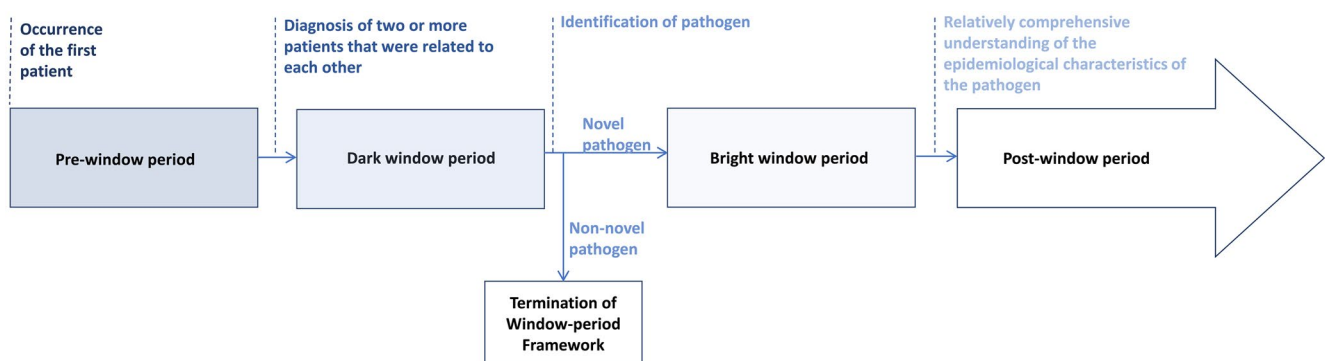 Occurrence
of the first
patient
Diagnosis of two or more
patients that were related to
each other
Identification of pathogen
Relatively comprehensive
understanding of the
epidemiological characteristics of
the pathogen
Pre-window period
Dark window period
Novel
pathogen
Bright window period
Post-window period
Non-novel
pathogen
Termination of
Window-period
Framework